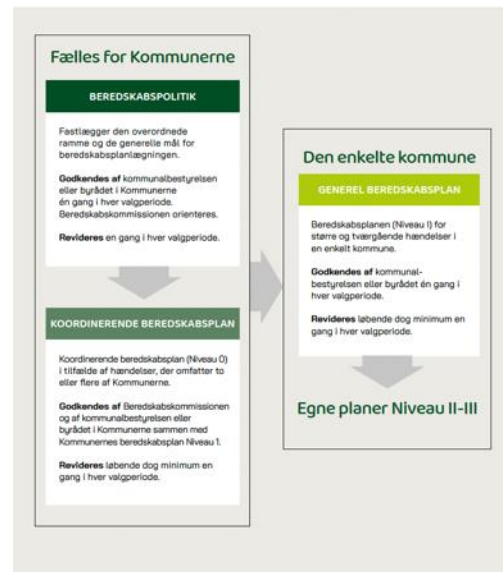 Fælles for Kommunerne
BEREDSKABSPOLITIK
Fastlægger den overordnede
ramme og de generelle mål for
beredskabsplanlægningen.
Godkendes af kommunalbestyrelsen
eller byrådet i Kommunerne
én gang i hver valgperiode.
Beredskabskommissionen orienteres.
Revideres en gang i hver valgperiode.
KOORDINERENDE BEREDSKABSPLAN
Koordinerende beredskabsplan (Niveau 0)
i tilfælde af hændelser, der omfatter to
eller flere af Kommunerne.
Godkendes af Beredskabskommissionen
og af kommunalbestyrelsen eller
byrådet i Kommunerne sammen med
Kommunernes beredskabsplan Niveau 1.
Revideres løbende dog minimum en
gang i hver valgperiode.
Den enkelte kommune
GENEREL BEREDSKABSPLAN
Beredskabsplanen (Niveau I) for
større og tværgående hændelser i
en enkelt kommune.
Godkendes af kommunal-
bestyrelsen eller byrådet én gang i
hver valgperiode.
Revideres løbende dog minimum en
gang i hver valgperiode.
Egne planer Niveau II-III